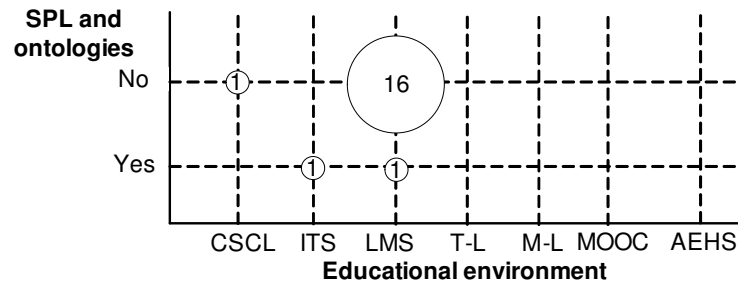 SPL and
ontologies
No
1
16
Yes
1
1
CSCL ITS LMS T-L M-L MOOC AEHS
Educational environment